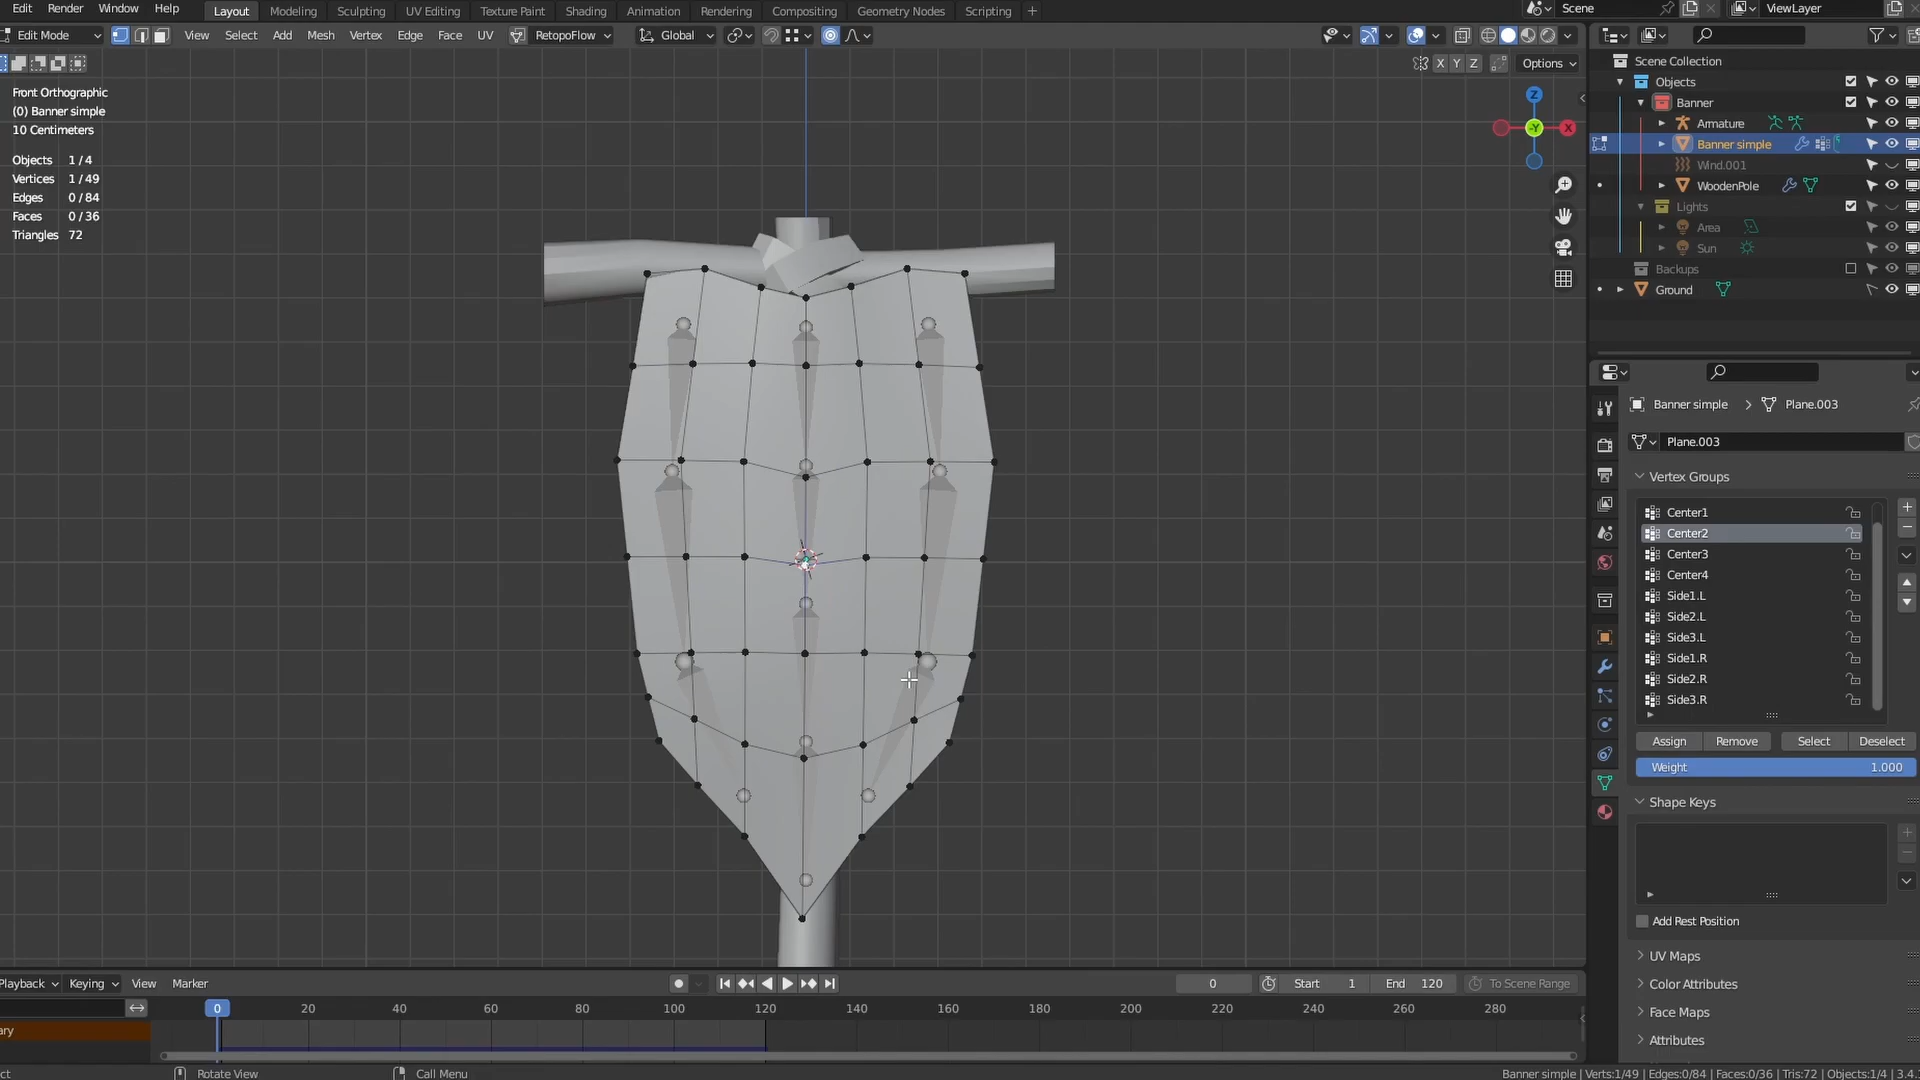 Edit Render Window Help Layout Modeling Sculpting UV Editing Texture Paint Shading Animation Rendering Compositing Geometry Nodes Scripting + Scene ViewLayer
Edit Mode View Select Add Mesh Vertex Edge Face UV RetopoFlow Global
X Y Z Options
Front Orthographic
(0) Banner simple
10 Centimeters
Objects 1/4
Vertices 1/49
Edges 0/84
Faces 0/36
Triangles 72
Z
-Y
X
Scene Collection
Objects
Banner
Armature
Banner simple
Wind.001
WoodenPole
Lights
Area
Sun
Backups
Ground
Banner simple > Plane.003
Plane.003
Vertex Groups
Center1
Center2
Center3
Center4
Side1.L
Side2.L
Side3.L
Side1.R
Side2.R
Side3.R
Assign Remove Select Deselect
Weight 1.000
Shape Keys
Add Rest Position
UV Maps
Color Attributes
Face Maps
Attributes
Playback Keying View Marker 0 Start 1 End 120 To Scene Range
0 20 40 60 80 100 120 140 160 180 200 220 240 260 280
ary
ct Rotate View Call Menu Banner simple | Verts:1/49 | Edges:0/84 | Faces:0/36 | Tris:72 | Objects:1/4 | 3.4.